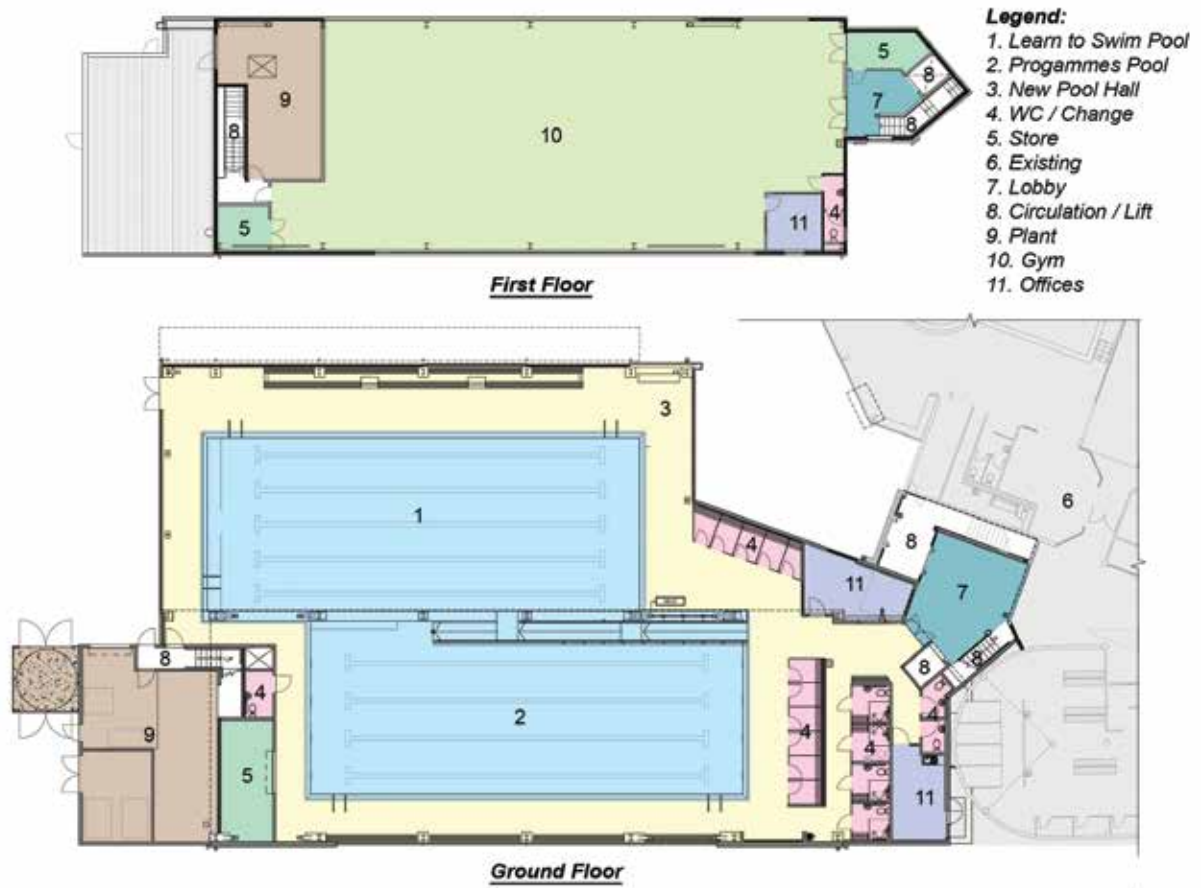 Legend:
1. Learn to Swim Pool
2. Progammes Pool
3. New Pool Hall
4. WC / Change
5. Store
6. Existing
7. Lobby
8. Circulation / Lift
9. Plant
10. Gym
11. Offices
5
8
7
8
9
8
10
5
11
4
First Floor
3
1
4
6
8
11
7
8
8
8
4
9
2
4
4
4
5
11
Ground Floor